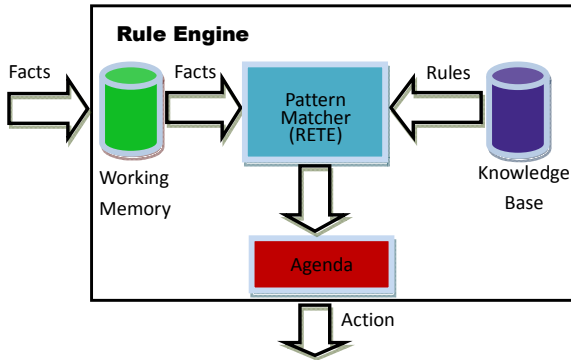 Rule Engine
Facts
Facts
Rules
Pattern
Matcher
(RETE)
Working
Memory
Knowledge
Base
Agenda
Action